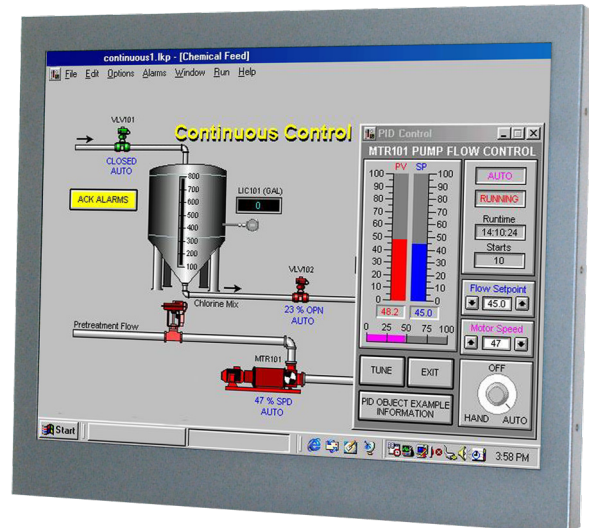 continuous1.lkp - [Chemical Feed]
File Edit Options Alarms Window Run Help
Continuous Control
VLV101
CLOSED
AUTO
ACK ALARMS
800
700
600
500
400
300
200
100
LIC101 (GAL)
0
Chlorine Mix
VLV102
23 % OPN
AUTO
Pretreatment Flow
MTR101
47 % SPD
AUTO
PID Control
MTR101 PUMP FLOW CONTROL
PV SP
100 100
90 90
80 80
70 70
60 60
50 50
40 40
30 30
20 20
10 10
0 0
48.2 45.0
0 25 50 75 100
AUTO
RUNNING
Runtime
14:10:24
Starts
10
Flow Setpoint
45.0
Motor Speed
47
TUNE EXIT
PID OBJECT EXAMPLE
INFORMATION
OFF
HAND AUTO
Start
3:58 PM